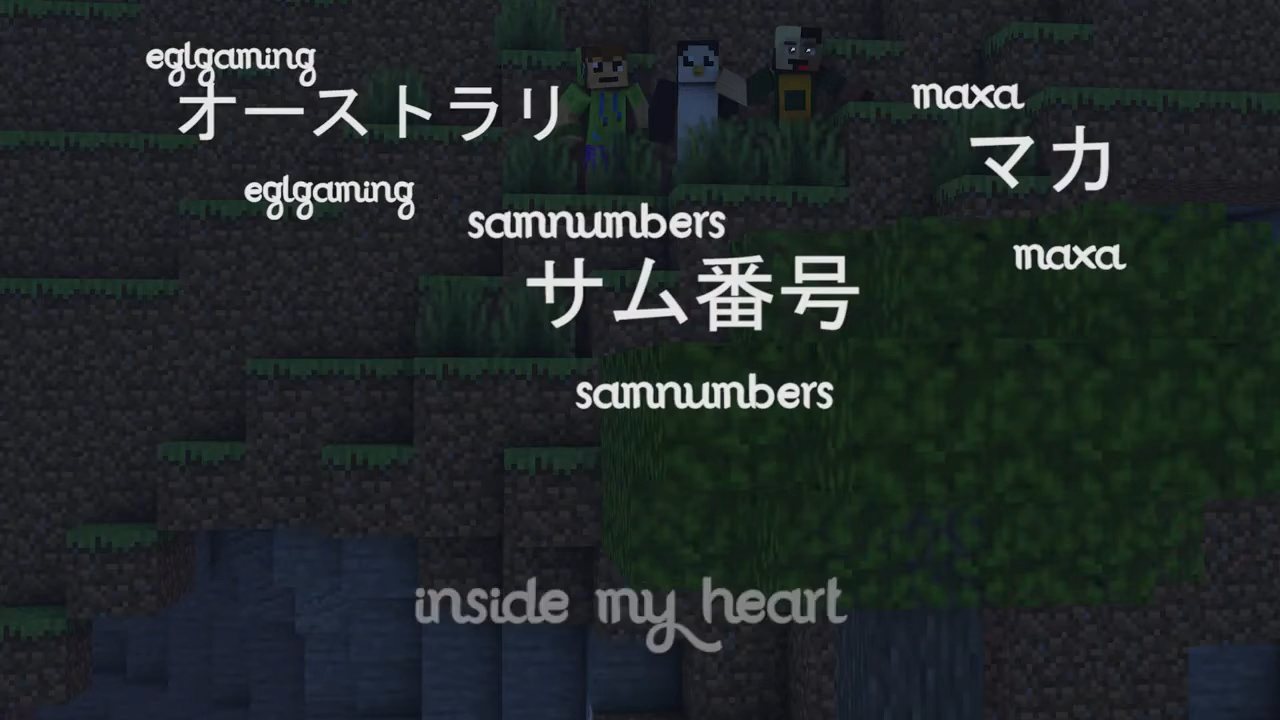 eglgaming
オーストラリ
eglgaming
maxa
マカ
maxa
samnumbers
サム番号
samnumbers
inside my heart